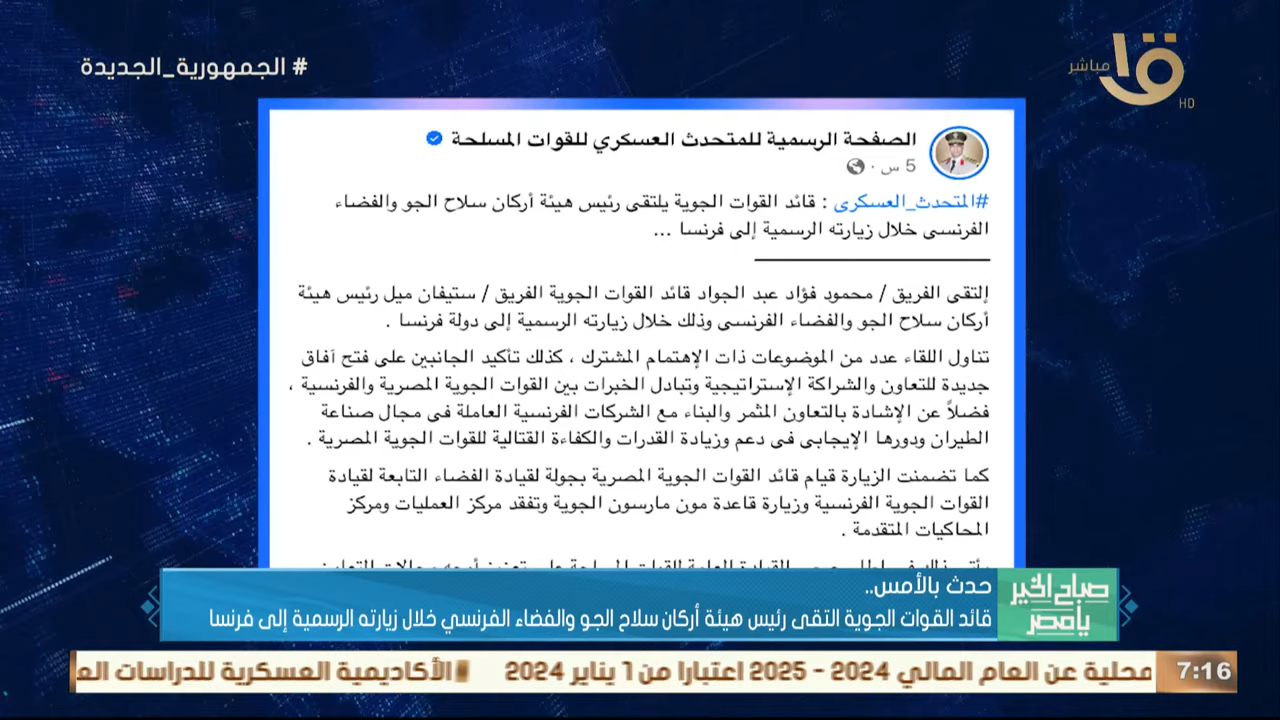 # الجمهورية_الجديدة
مباشر
HD
الصفحة الرسمية للمتحدث العسكري للقوات المسلحة
5 س ·
#المتحدث_العسكرى : قائد القوات الجوية يلتقى رئيس هيئة أركان سلاح الجو والفضاء
الفرنسى خلال زيارته الرسمية إلى فرنسا ...
إلتقى الفريق / محمود فؤاد عبد الجواد قائد القوات الجوية الفريق / ستيفان ميل رئيس هيئة
أركان سلاح الجو والفضاء الفرنسى وذلك خلال زيارته الرسمية إلى دولة فرنسا .
تناول اللقاء عدد من الموضوعات ذات الإهتمام المشترك ، كذلك تأكيد الجانبين على فتح آفاق
جديدة للتعاون والشراكة الإستراتيجية وتبادل الخبرات بين القوات الجوية المصرية والفرنسية ،
فضلاً عن الإشادة بالتعاون المثمر والبناء مع الشركات الفرنسية العاملة فى مجال صناعة
الطيران ودورها الإيجابى فى دعم وزيادة القدرات والكفاءة القتالية للقوات الجوية المصرية .
كما تضمنت الزيارة قيام قائد القوات الجوية المصرية بجولة لقيادة الفضاء التابعة لقيادة
القوات الجوية الفرنسية وزيارة قاعدة مون مارسون الجوية وتفقد مركز العمليات ومركز
المحاكيات المتقدمة .
صباح الخير
يا مصر
حدث بالأمس..
قائد القوات الجوية التقى رئيس هيئة أركان سلاح الجو والفضاء الفرنسي خلال زيارته الرسمية إلى فرنسا
7:16
محلية عن العام المالي 2024 - 2025 اعتبارا من 1 يناير 2024
الأكاديمية العسكرية للدراسات العـ